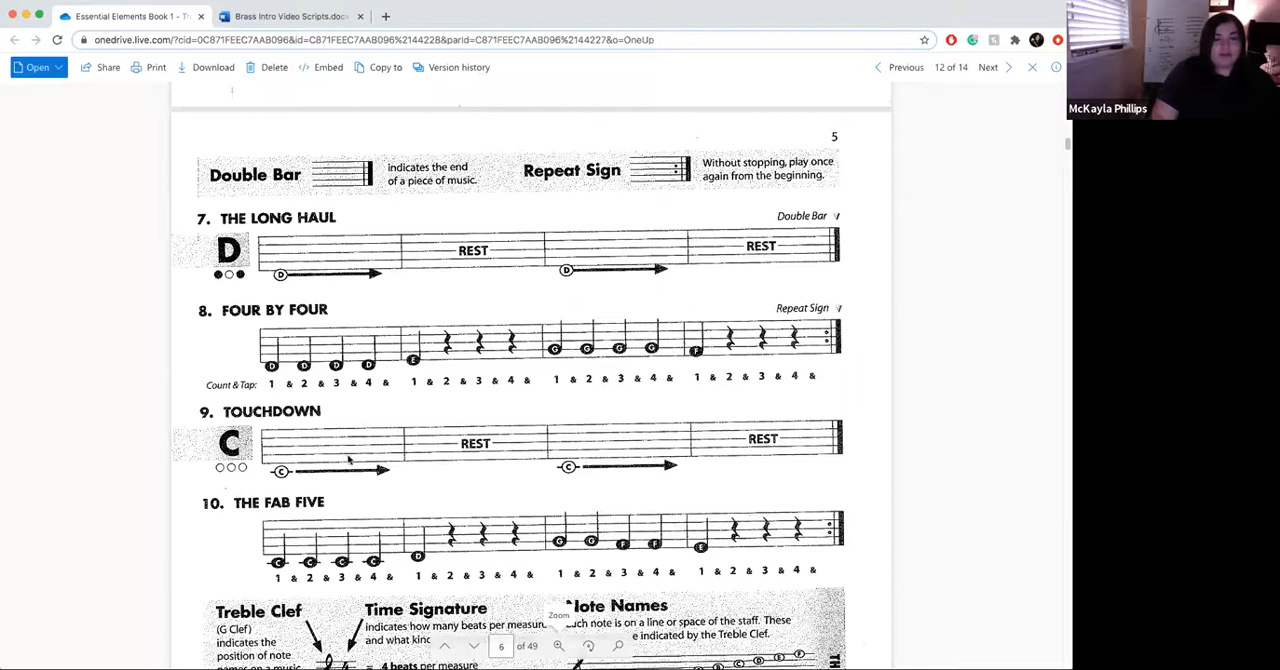 Essential Elements Book 1 - Tr
Brass Intro Video Scripts.doc
onedrive.live.com/?cid=0C871FEEC7AAB096&id=C871FEEC7AAB096%2144228&parId=C871FEEC7AAB096%2144227&o=OneUp
Open Share Print Download Delete Embed Copy to Version history Previous 12 of 14 Next
McKayla Phillips
5
Double Bar indicates the end of a piece of music.
Repeat Sign Without stopping, play once again from the beginning.
7. THE LONG HAUL Double Bar
D REST REST
D D
8. FOUR BY FOUR Repeat Sign
D D D D E G G G G F
Count & Tap: 1 & 2 & 3 & 4 & 1 & 2 & 3 & 4 & 1 & 2 & 3 & 4 & 1 & 2 & 3 & 4 &
9. TOUCHDOWN
C REST REST
C C
10. THE FAB FIVE
C C C C D G G F F E
1 & 2 & 3 & 4 & 1 & 2 & 3 & 4 & 1 & 2 & 3 & 4 & 1 & 2 & 3 & 4 &
Treble Clef
(G Clef)
indicates the
position of note
Time Signature
indicates how many beats per measur
and what kind
= 4 beats per measure
Zoom
6 of 49
Note Names
ach note is on a line or space of the staff. These
e indicated by the Treble Clef.
B C D E F
TH